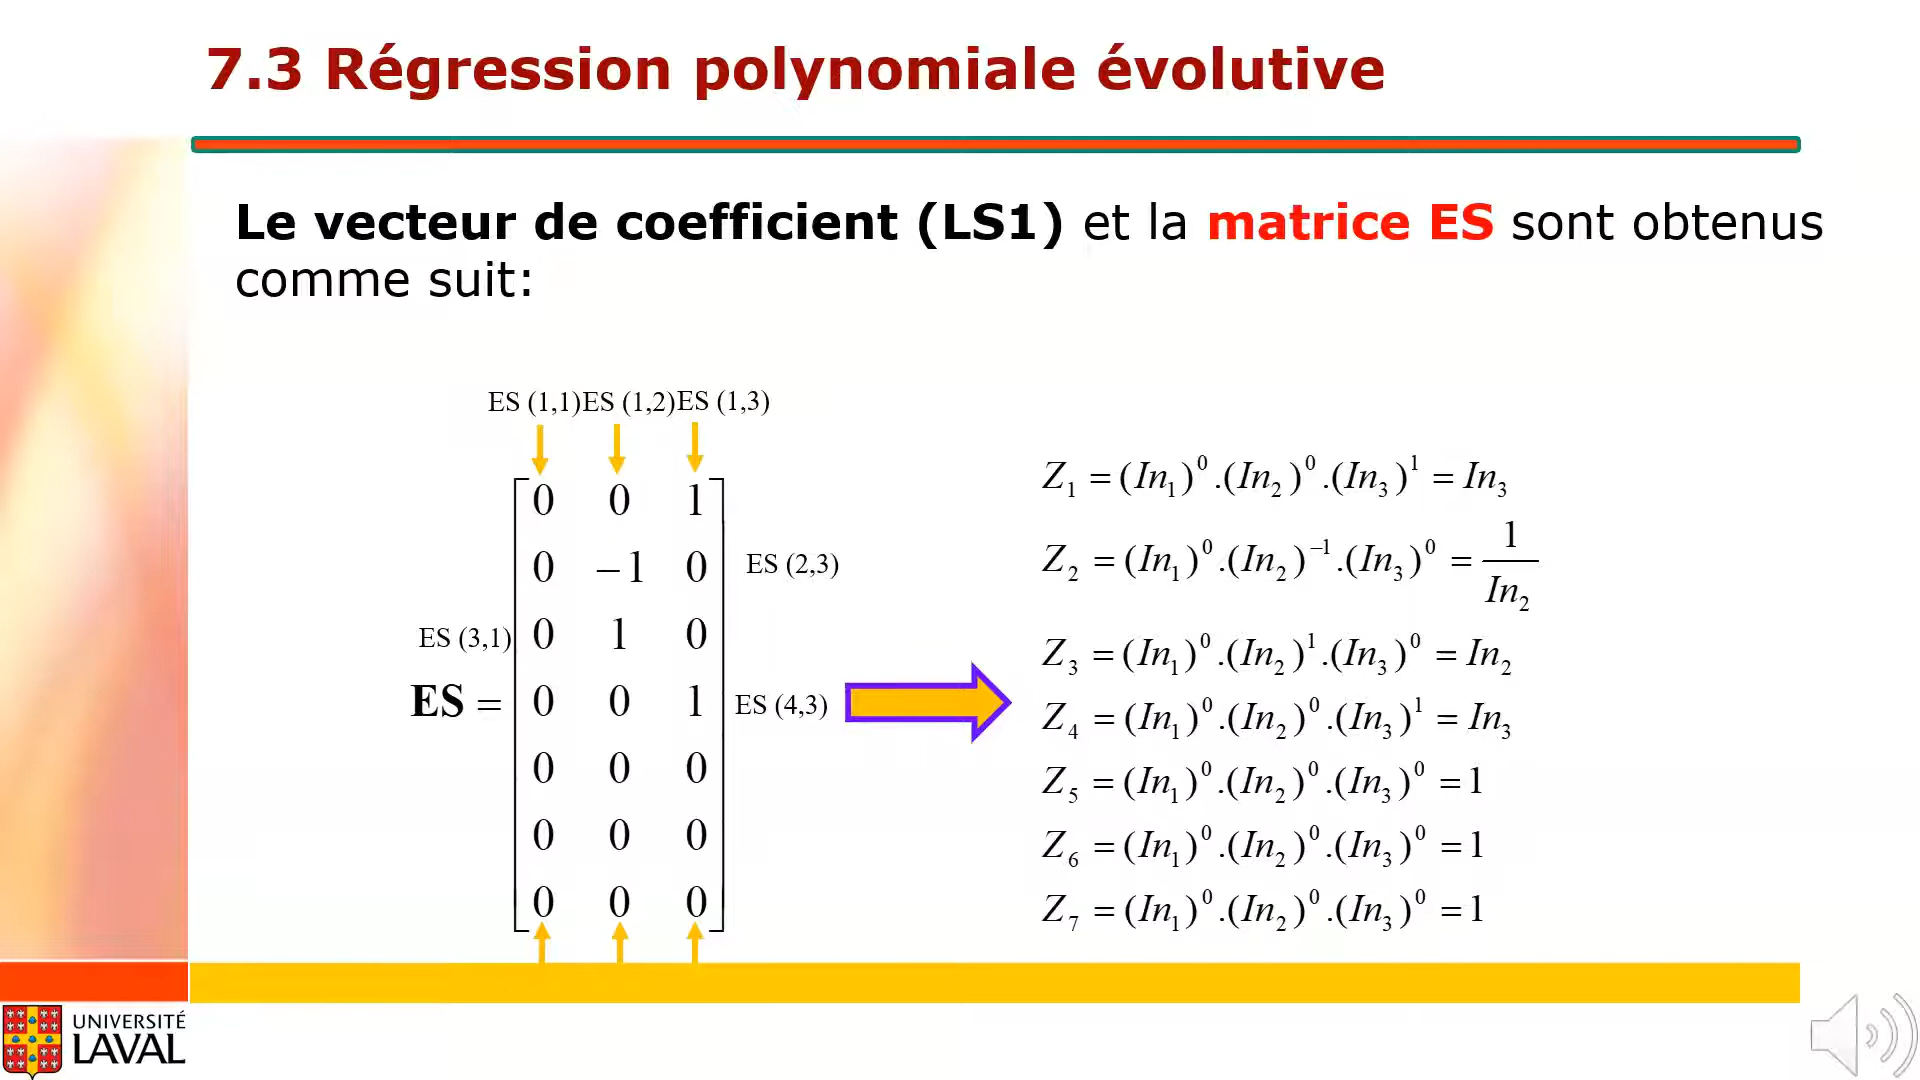 7.3 Régression polynomiale évolutive
Le vecteur de coefficient (LS1) et la matrice ES sont obtenus
comme suit:
ES (1,1) ES (1,2) ES (1,3)
0 0 1
0 −1 0 ES (2,3)
ES (3,1) 0 1 0
ES = 0 0 1 ES (4,3)
0 0 0
0 0 0
0 0 0
Z₁ = (In₁)⁰.(In₂)⁰.(In₃)¹ = In₃
Z₂ = (In₁)⁰.(In₂)⁻¹.(In₃)⁰ = 1/In₂
Z₃ = (In₁)⁰.(In₂)¹.(In₃)⁰ = In₂
Z₄ = (In₁)⁰.(In₂)⁰.(In₃)¹ = In₃
Z₅ = (In₁)⁰.(In₂)⁰.(In₃)⁰ = 1
Z₆ = (In₁)⁰.(In₂)⁰.(In₃)⁰ = 1
Z₇ = (In₁)⁰.(In₂)⁰.(In₃)⁰ = 1
UNIVERSITÉ
LAVAL